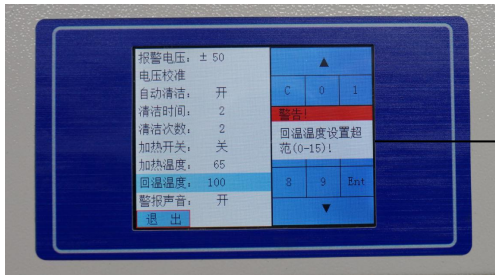 报警电压: ± 50
电压校准
自动清洁: 开
清洁时间: 2
清洁次数: 2
加热开关: 关
加热温度: 65
回温温度: 100
警报声音: 开
退 出
▲
C 0 1
警告!
回温温度设置超
范(0-15)!
8 9 Ent
▼